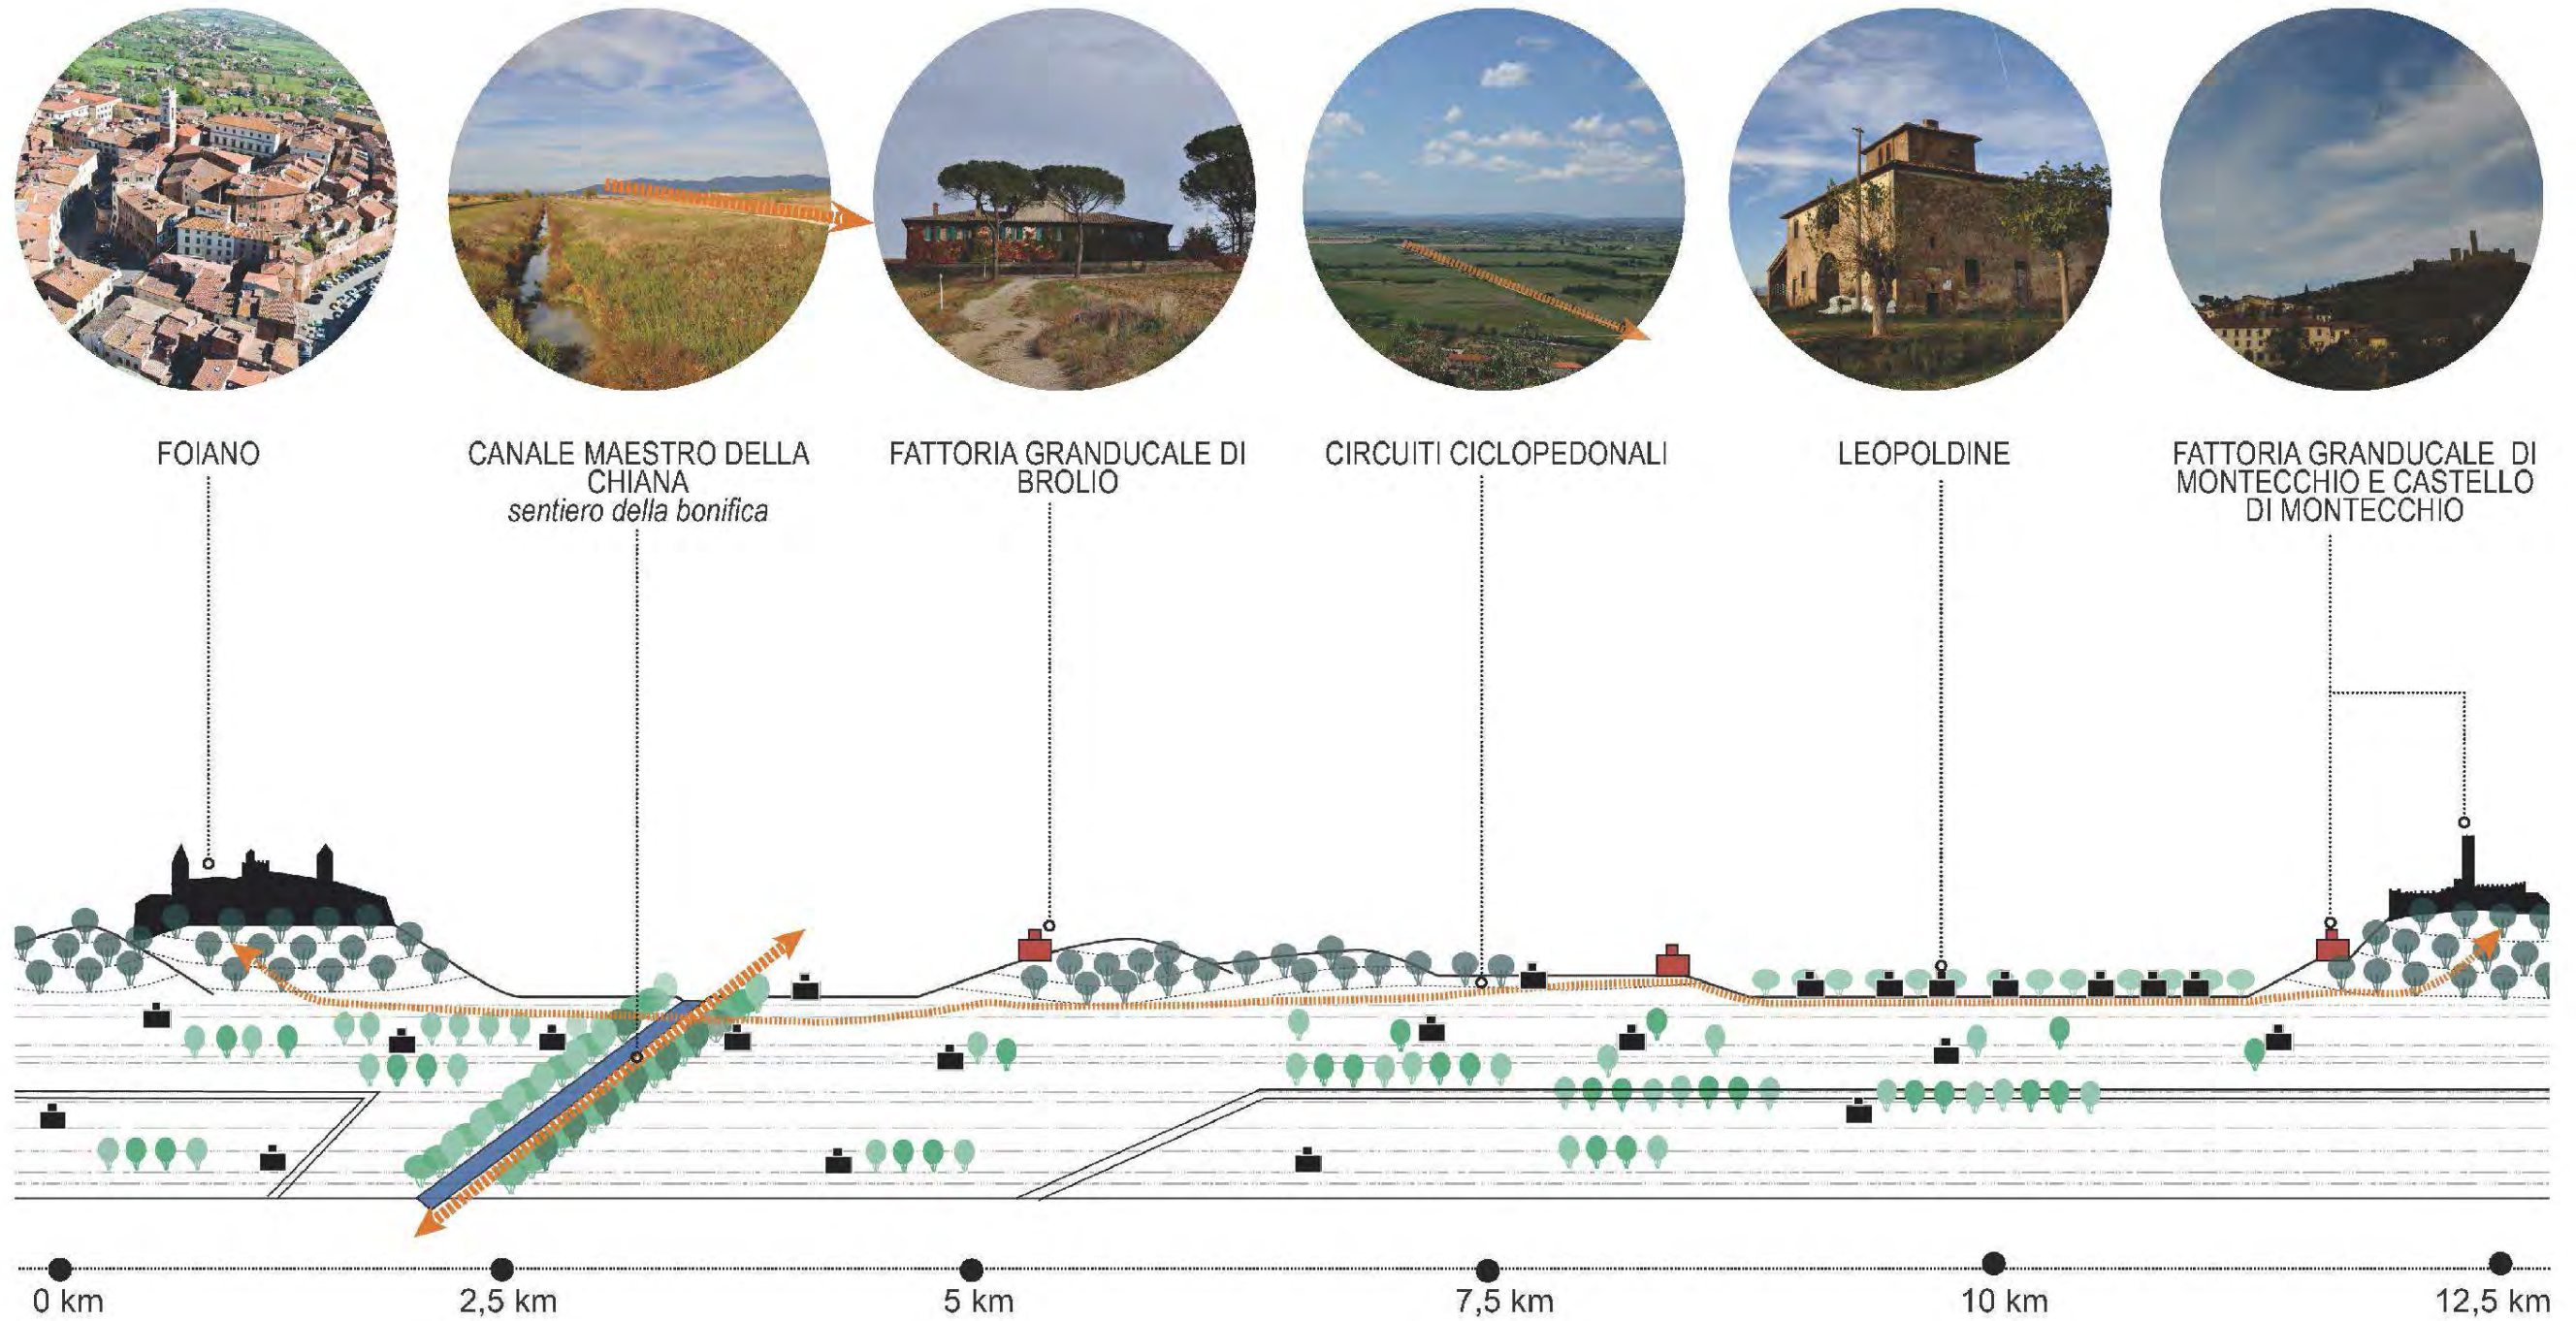 FOIANO
CANALE MAESTRO DELLA
CHIANA
sentiero della bonifica
FATTORIA GRANDUCALE DI
BROLIO
CIRCUITI CICLOPEDONALI
LEOPOLDINE
FATTORIA GRANDUCALE DI
MONTECCHIO E CASTELLO
DI MONTECCHIO
0 km
2,5 km
5 km
7,5 km
10 km
12,5 km